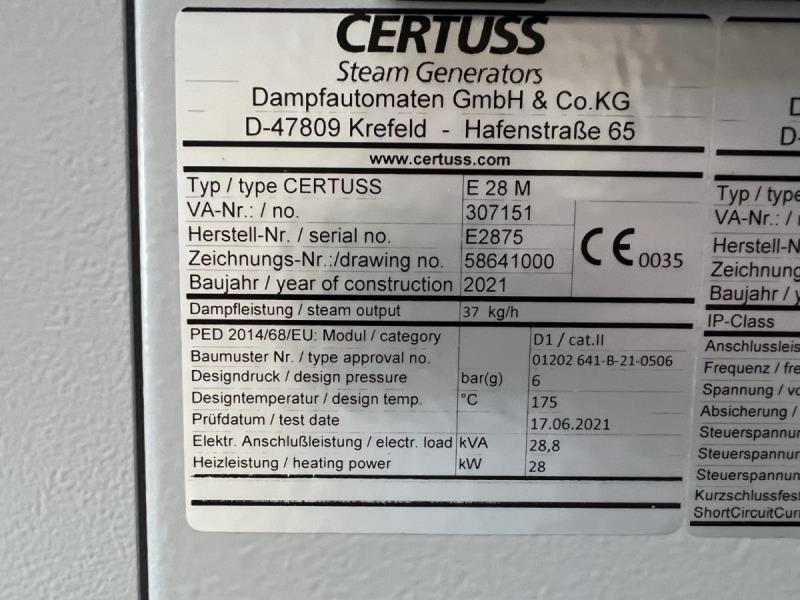 CERTUSS
Steam Generators
Dampfautomaten GmbH & Co.KG
D-47809 Krefeld - Hafenstraße 65
www.certuss.com
Typ / type CERTUSS E 28 M
VA-Nr.: / no. 307151
Herstell-Nr. / serial no. E2875
Zeichnungs-Nr.:/drawing no. 58641000
Baujahr / year of construction 2021
CE 0035
Dampfleistung / steam output 37 kg/h
PED 2014/68/EU: Modul / category D1 / cat.II
Baumuster Nr. / type approval no. 01202 641-B-21-0506
Designdruck / design pressure bar(g) 6
Designtemperatur / design temp. °C 175
Prüfdatum / test date 17.06.2021
Elektr. Anschlußleistung / electr. load kVA 28,8
Heizleistung / heating power kW 28
D-
Typ / type
VA-Nr.: /
Herstell-N
Zeichnung
Baujahr / y
IP-Class
Anschlussleis
Frequenz / fre
Spannung / vo
Absicherung /
Steuerspannun
Steuerspannun
Steuerspannun
Kurzschlussfest
ShortCircuitCurr